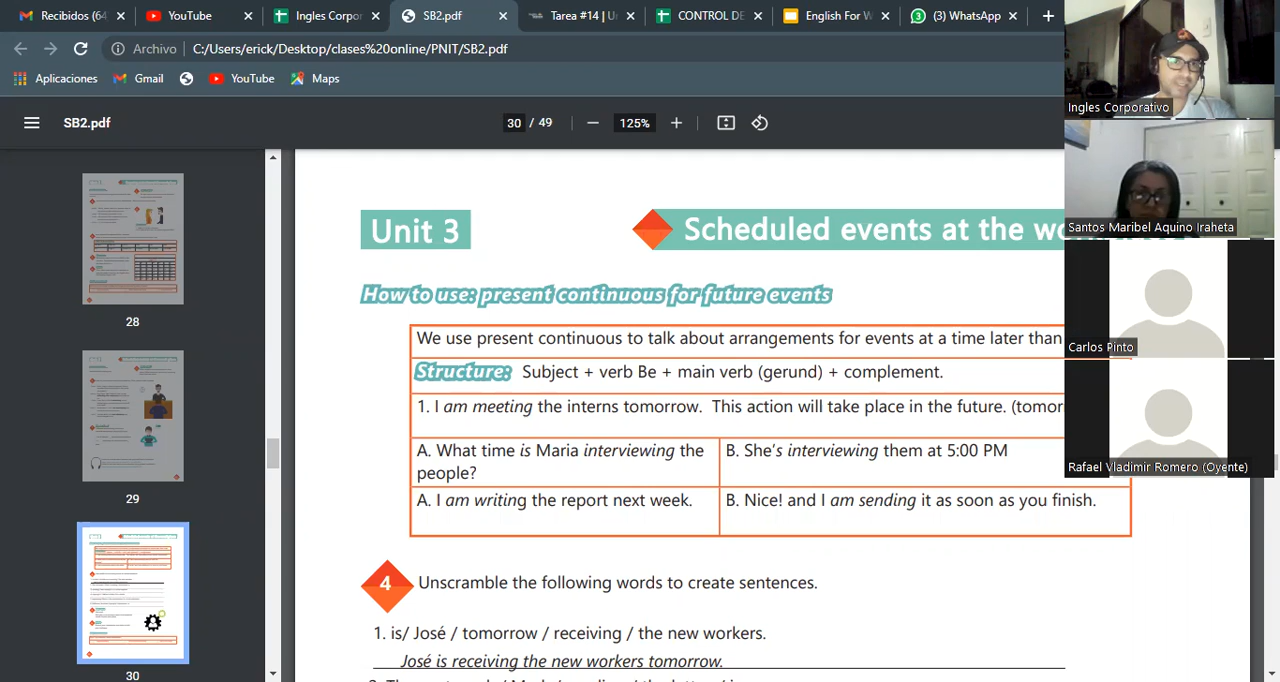 Recibidos (64
YouTube
Ingles Corpor
SB2.pdf
Tarea #14 | U
CONTROL DE
English For W
(3) WhatsApp
Archivo
C:/Users/erick/Desktop/clases%20online/PNIT/SB2.pdf
Aplicaciones
Gmail
YouTube
Maps
SB2.pdf
30 / 49
125%
Ingles Corporativo
Santos Maribel Aquino Iraheta
Carlos Pinto
Rafael Vladimir Romero (Oyente)
28
29
30
Unit 3
Scheduled events at the wo
How to use: present continuous for future events
We use present continuous to talk about arrangements for events at a time later than
Structure: Subject + verb Be + main verb (gerund) + complement.
1. I am meeting the interns tomorrow. This action will take place in the future. (tomor
A. What time is Maria interviewing the
people?
B. She's interviewing them at 5:00 PM
A. I am writing the report next week.
B. Nice! and I am sending it as soon as you finish.
4
Unscramble the following words to create sentences.
1. is/ José / tomorrow / receiving / the new workers.
José is receiving the new workers tomorrow.